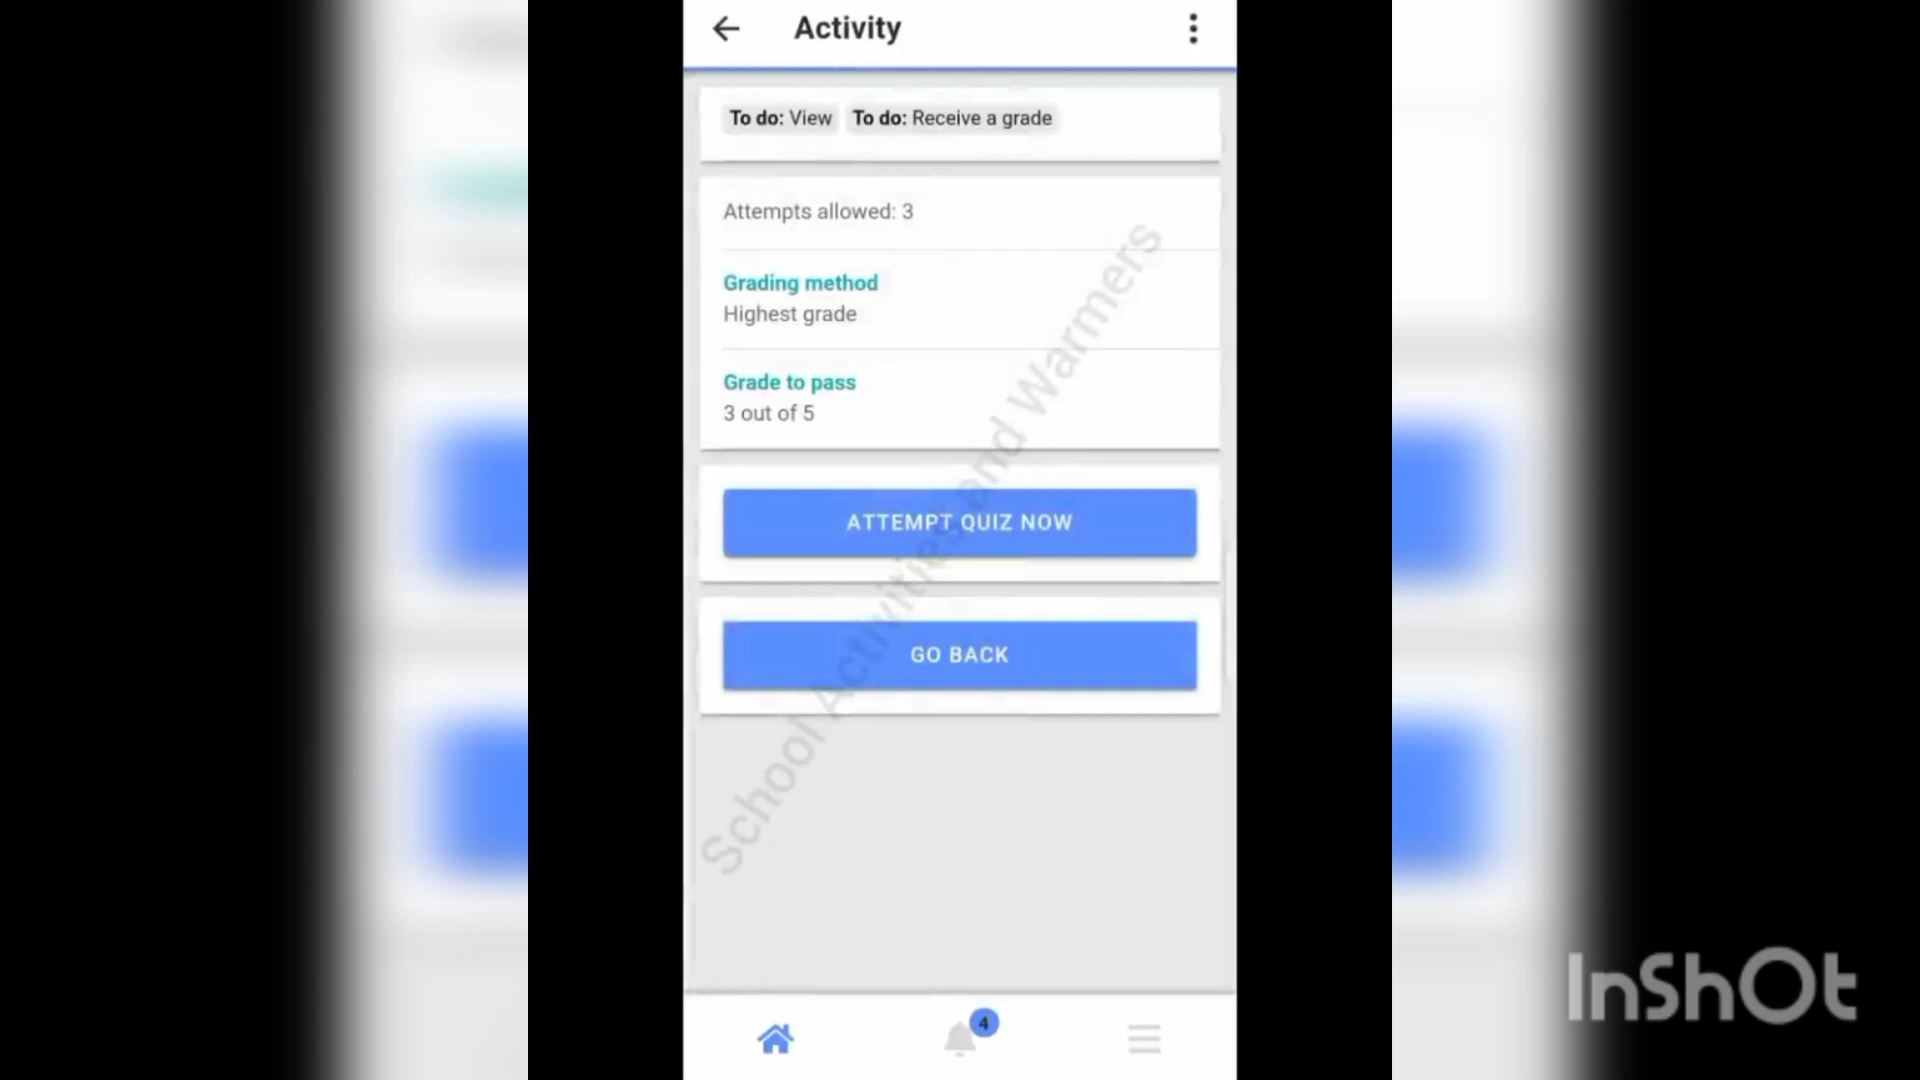 Activity
To do: View To do: Receive a grade
Attempts allowed: 3
Grading method
Highest grade
Grade to pass
3 out of 5
ATTEMPT QUIZ NOW
GO BACK
School Activities and Warmers
4
InShOt